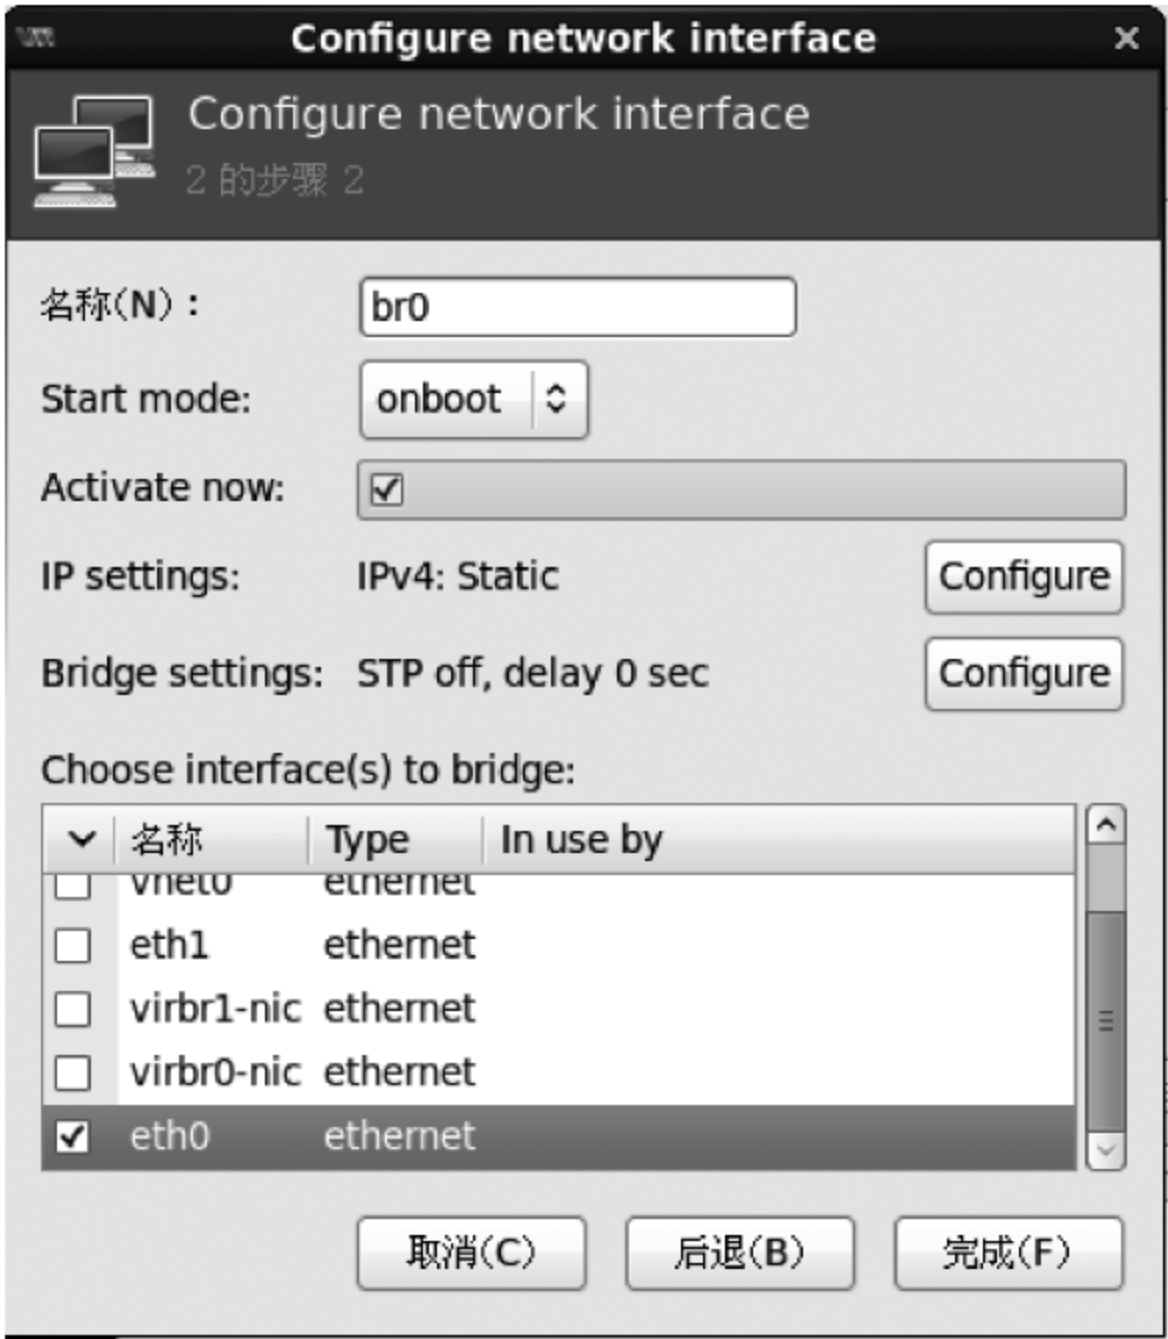 Configure network interface
Configure network interface
2 的步骤 2
名称(N)： br0
Start mode: onboot
Activate now:
IP settings: IPv4: Static Configure
Bridge settings: STP off, delay 0 sec Configure
Choose interface(s) to bridge:
名称 Type In use by
vnet0 ethernet
eth1 ethernet
virbr1-nic ethernet
virbr0-nic ethernet
eth0 ethernet
取消(C) 后退(B) 完成(F)